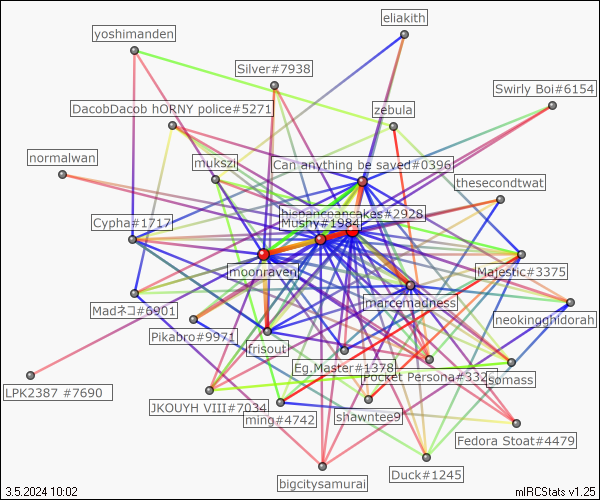 eliakith
yoshimanden
Silver#7938
Swirly Boi#6154
DacobDacob hORNY police#5271
zebula
normalwan
mukszi
Can anything be saved#0396
thesecondtwat
hispanicpancakes#2928
Cypha#1717
Mushy#1984
moonraven
Majestic#3375
marcemadness
Madネコ#6901
neokingghidorah
Pikabro#9971
frisout
Eg.Master#1378
Pocket Persona#332
somass
LPK2387 #7690
JKOUYH VIII#7034
ming#4742
shawntee9
Fedora Stoat#4479
bigcitysamurai
Duck#1245
3.5.2024 10:02
mIRCStats v1.25